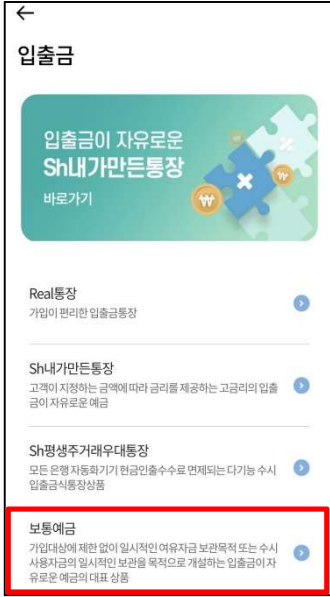 입출금
입출금이 자유로운
Sh내가만든통장
바로가기
Real통장
가입이 편리한 입출금통장
Sh내가만든통장
고객이 지정하는 금액에 따라 금리를 제공하는 고금리의 입출
금이 자유로운 예금
Sh평생주거래우대통장
모든 은행 자동화기기 현금인출수수료 면제되는 다기능 수시
입출금식통장상품
보통예금
가입대상에 제한 없이 일시적인 여유자금 보관목적 또는 수시
사용자금의 일시적인 보관을 목적으로 개설하는 입출금이 자
유로운 예금의 대표 상품